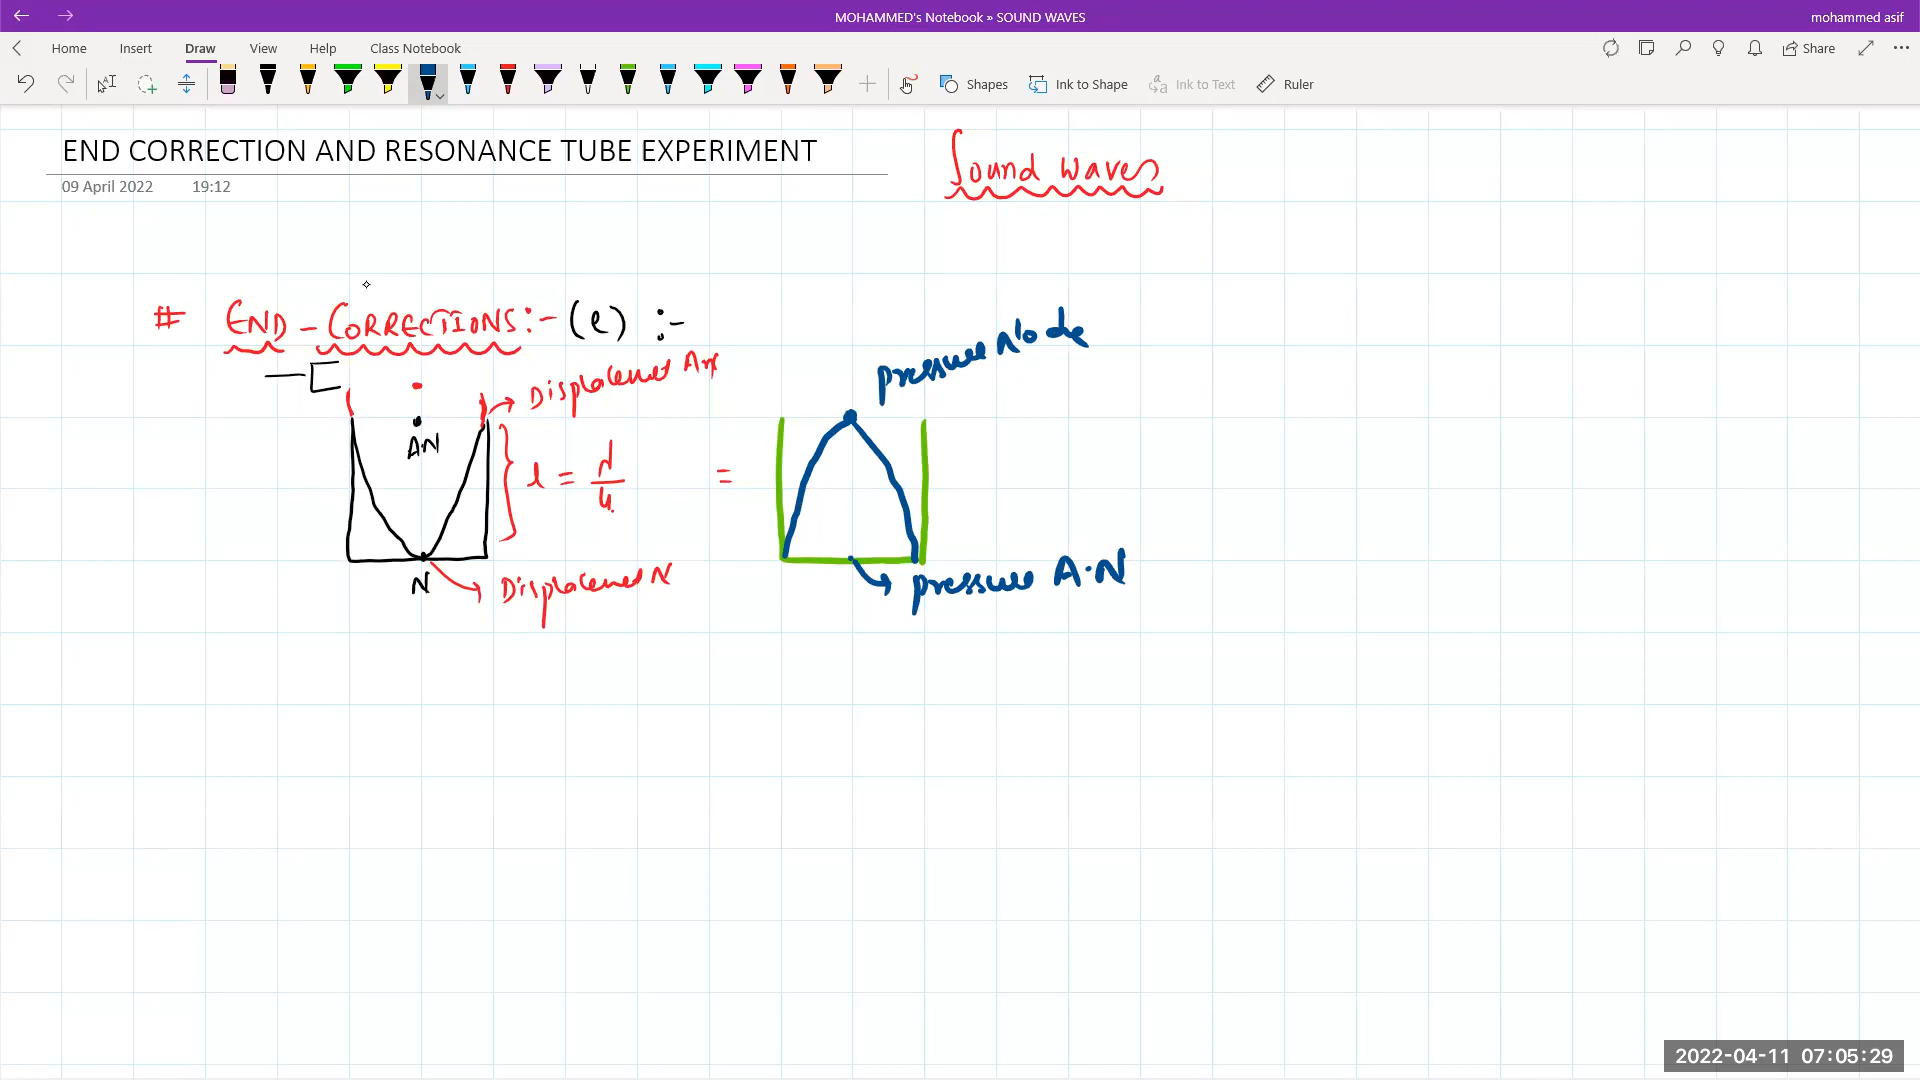 MOHAMMED's Notebook » SOUND WAVES
mohammed asif
Home Insert Draw View Help Class Notebook
Share
Shapes Ink to Shape Ink to Text Ruler
END CORRECTION AND RESONANCE TUBE EXPERIMENT
09 April 2022 19:12
Sound Waves
# END - CORRECTIONS :- (e) :-
pressure Node
Displacement AN
A·N
l = λ/4
=
N
Displacement N
pressure A·N
2022-04-11 07:05:29